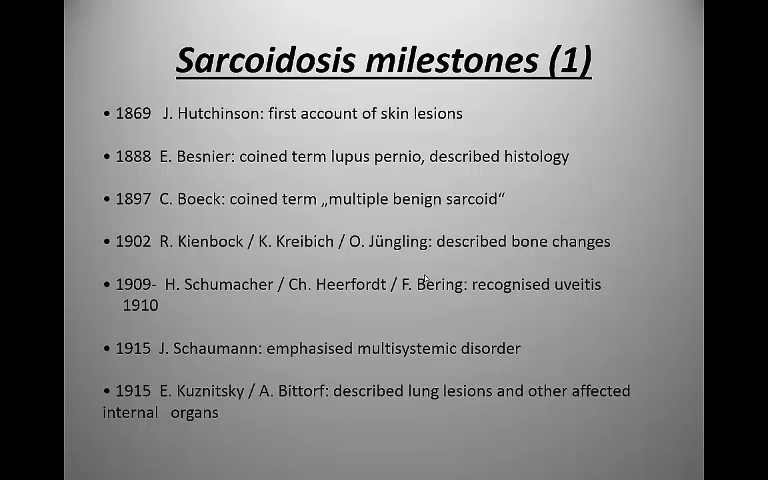 Sarcoidosis milestones (1)
• 1869 J. Hutchinson: first account of skin lesions
• 1888 E. Besnier: coined term lupus pernio, described histology
• 1897 C. Boeck: coined term „multiple benign sarcoid“
• 1902 R. Kienbock / K. Kreibich / O. Jüngling: described bone changes
• 1909- H. Schumacher / Ch. Heerfordt / F. Bering: recognised uveitis
1910
• 1915 J. Schaumann: emphasised multisystemic disorder
• 1915 E. Kuznitsky / A. Bittorf: described lung lesions and other affected
internal organs